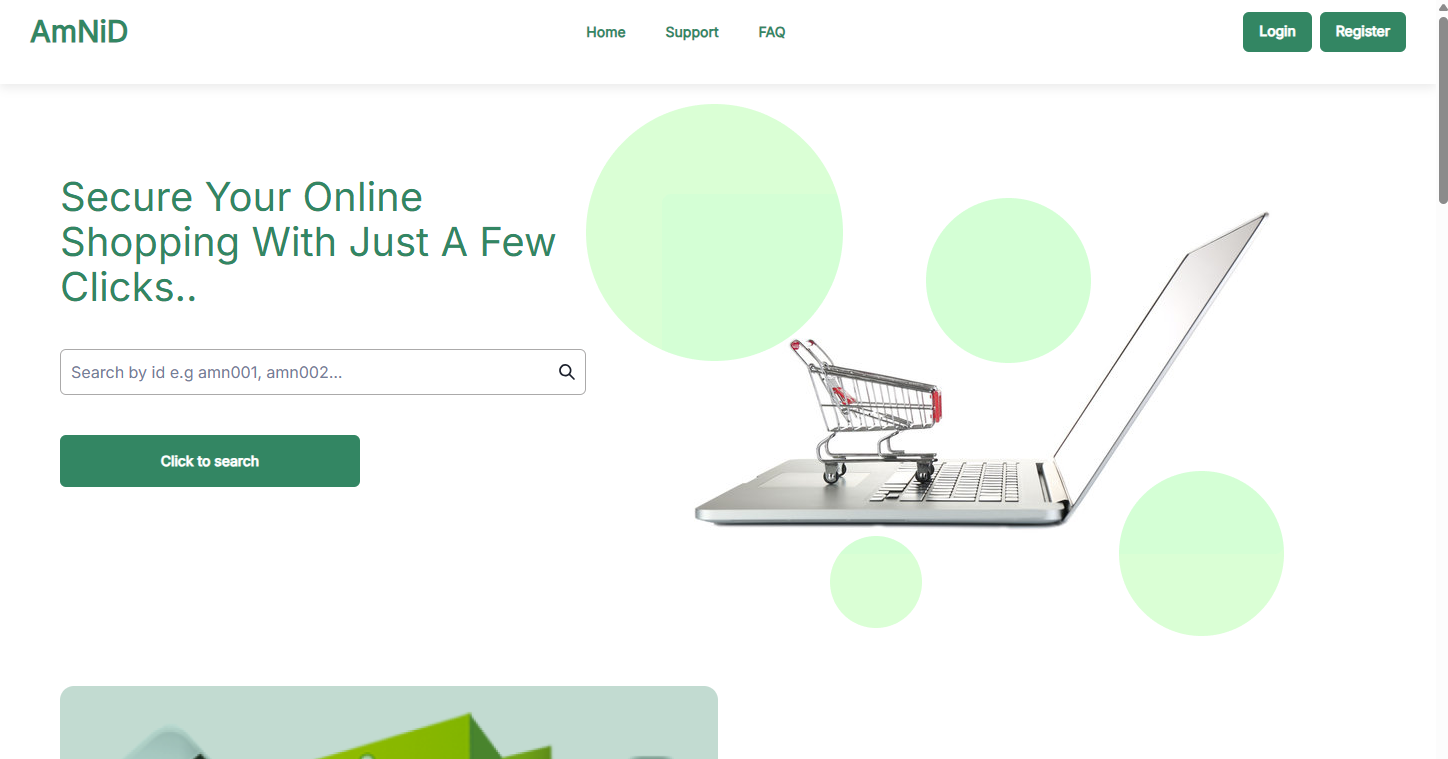 AmNiD
Home
Support
FAQ
Login
Register
Secure Your Online
Shopping With Just A Few
Clicks..
Search by id e.g amn001, amn002...
Click to search